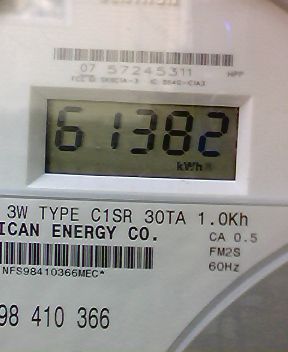 07 57245311 HPP
61382
kWh
3W TYPE C1SR 30TA 1.0Kh
ICAN ENERGY CO.
CA 0.5
FM2S
60Hz
NFS98410366MEC*
98 410 366